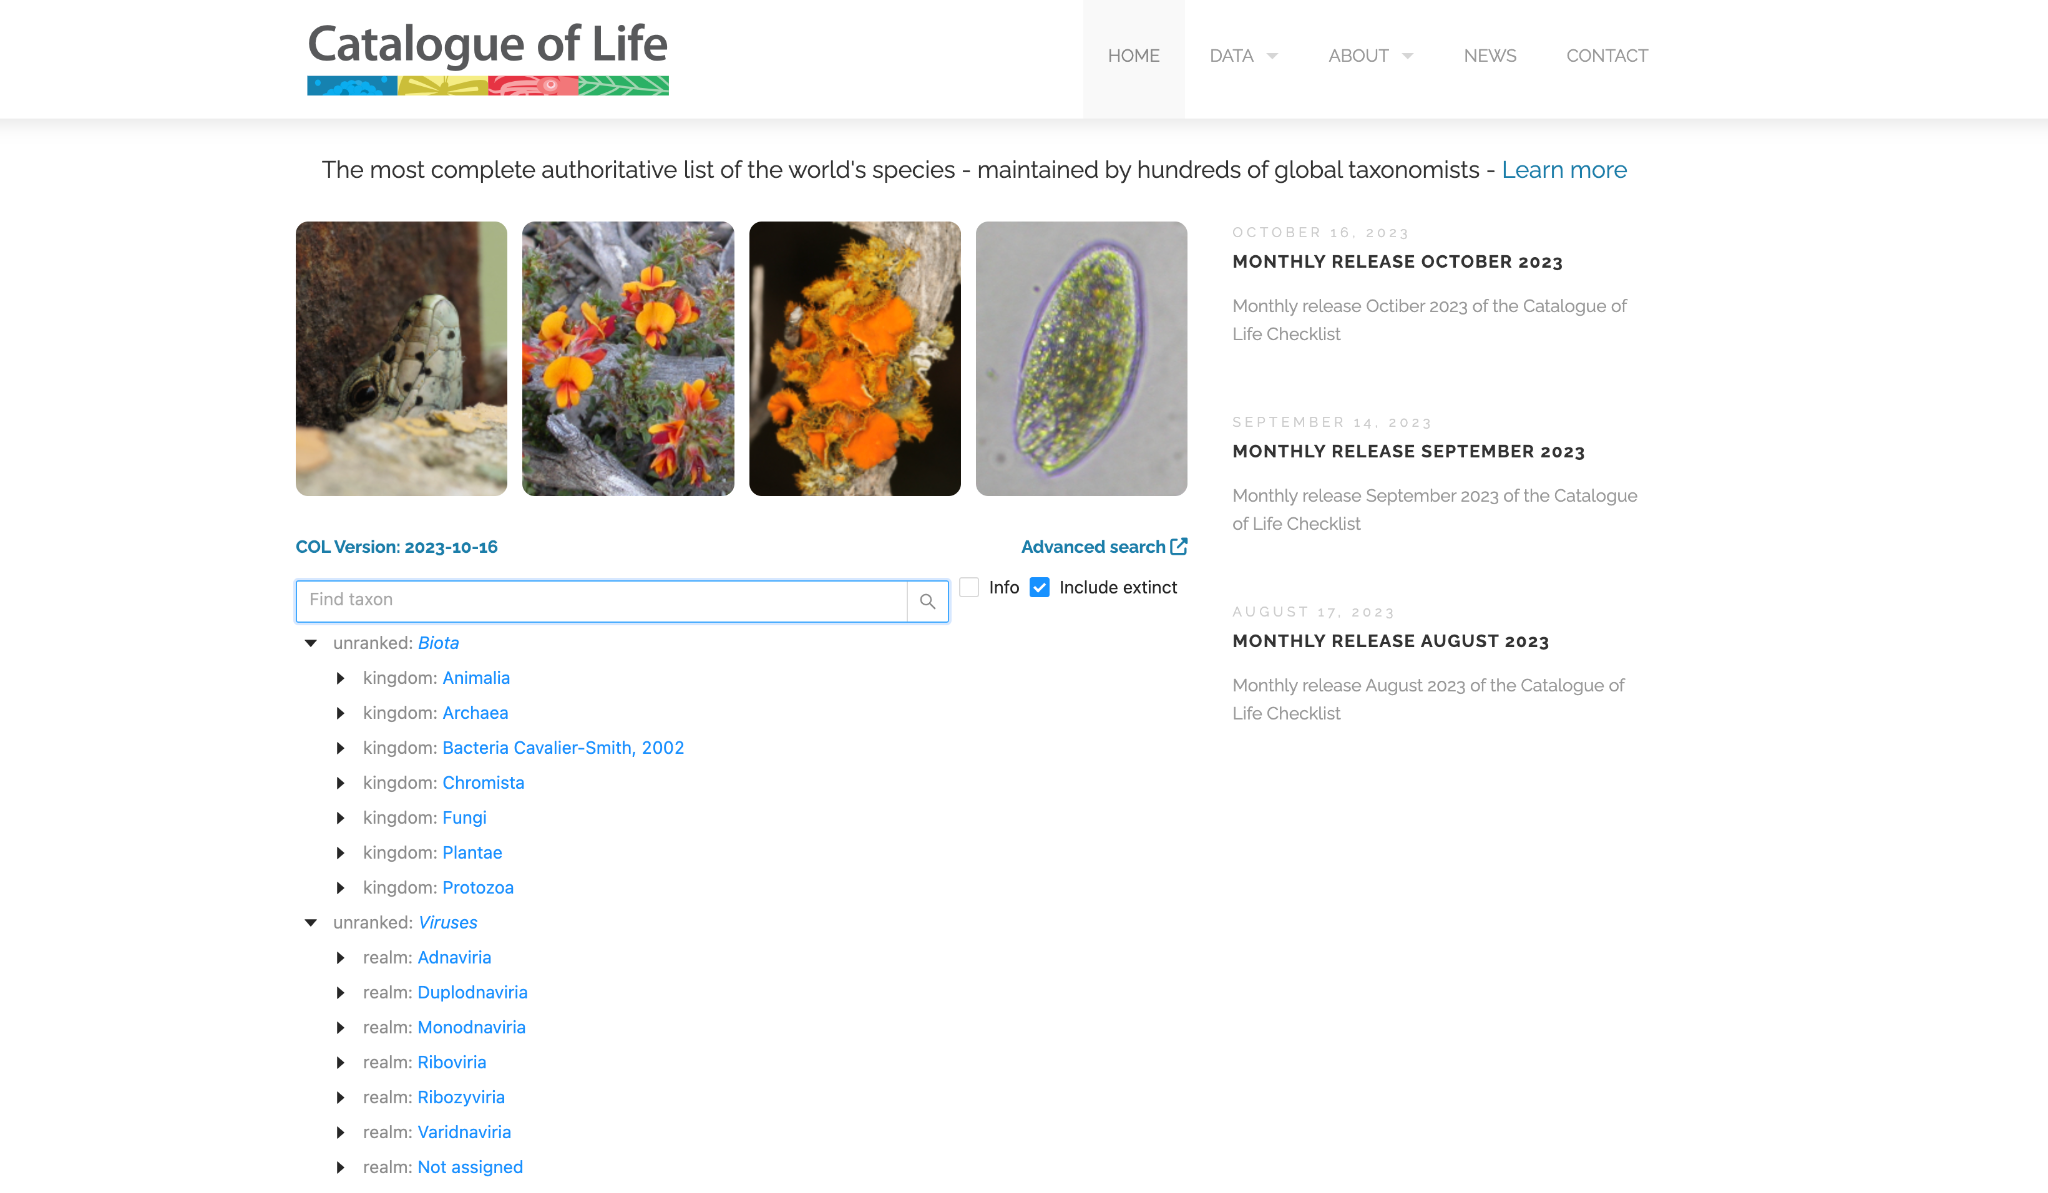 Catalogue of Life
HOME
DATA
ABOUT
NEWS
CONTACT
The most complete authoritative list of the world's species - maintained by hundreds of global taxonomists - Learn more
OCTOBER 16, 2023
MONTHLY RELEASE OCTOBER 2023
Monthly release Octiber 2023 of the Catalogue of
Life Checklist
SEPTEMBER 14, 2023
MONTHLY RELEASE SEPTEMBER 2023
Monthly release September 2023 of the Catalogue
of Life Checklist
AUGUST 17, 2023
MONTHLY RELEASE AUGUST 2023
Monthly release August 2023 of the Catalogue of
Life Checklist
COL Version: 2023-10-16
Advanced search
Find taxon
Info
Include extinct
unranked: Biota
kingdom: Animalia
kingdom: Archaea
kingdom: Bacteria Cavalier-Smith, 2002
kingdom: Chromista
kingdom: Fungi
kingdom: Plantae
kingdom: Protozoa
unranked: Viruses
realm: Adnaviria
realm: Duplodnaviria
realm: Monodnaviria
realm: Riboviria
realm: Ribozyviria
realm: Varidnaviria
realm: Not assigned